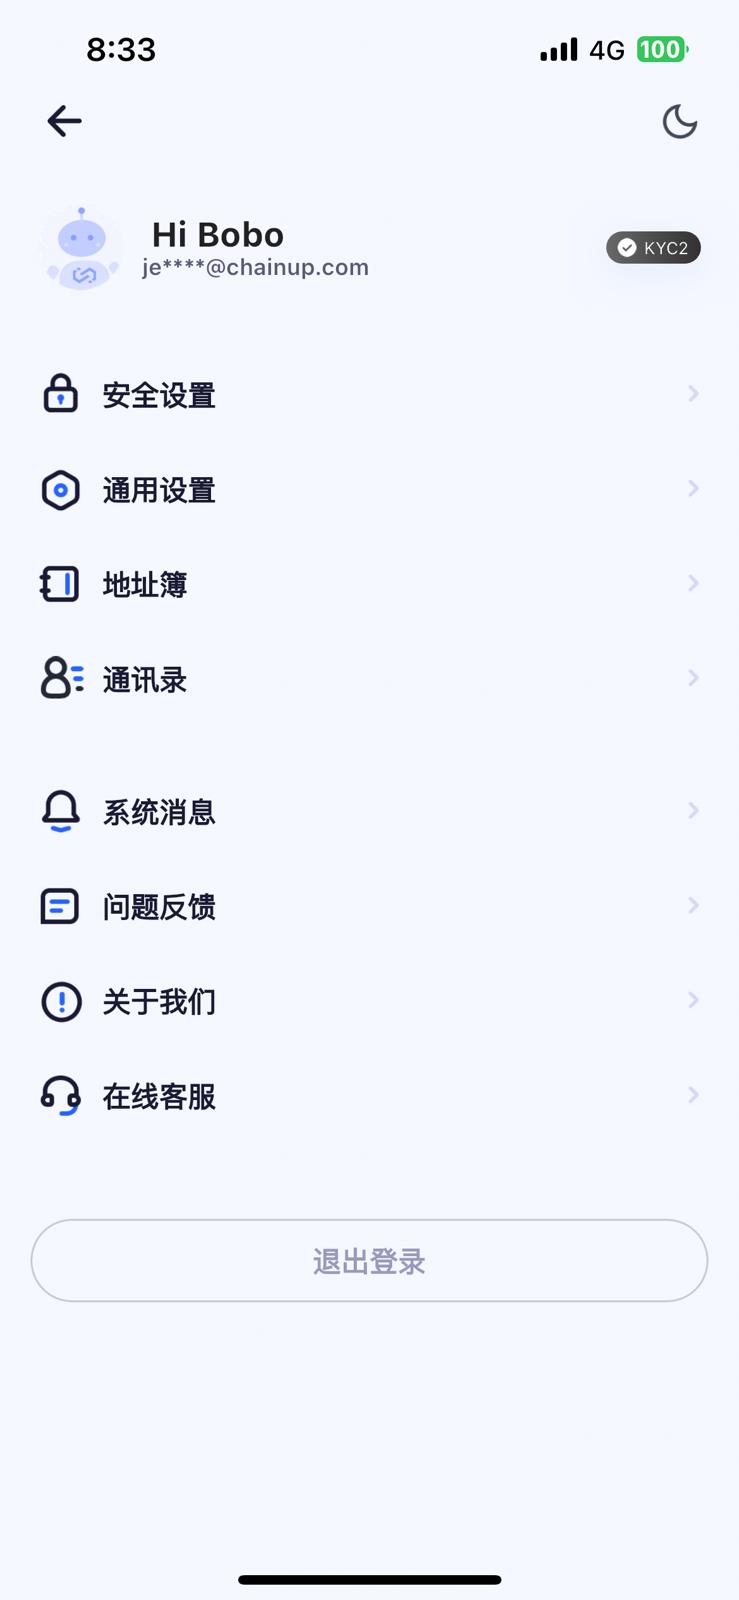 8:33
4G 100
Hi Bobo
je****@chainup.com
KYC2
安全设置
通用设置
地址簿
通讯录
系统消息
问题反馈
关于我们
在线客服
退出登录